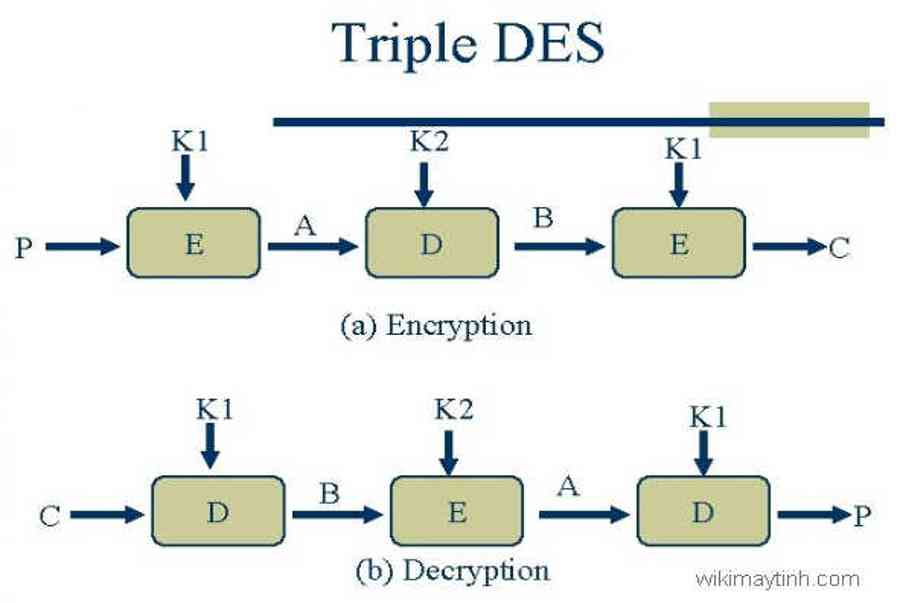 Triple DES
K1 K2 K1
P E A D B E C
(a) Encryption
K1 K2 K1
C D B E A D P
(b) Decryption
wikimaytinh.com